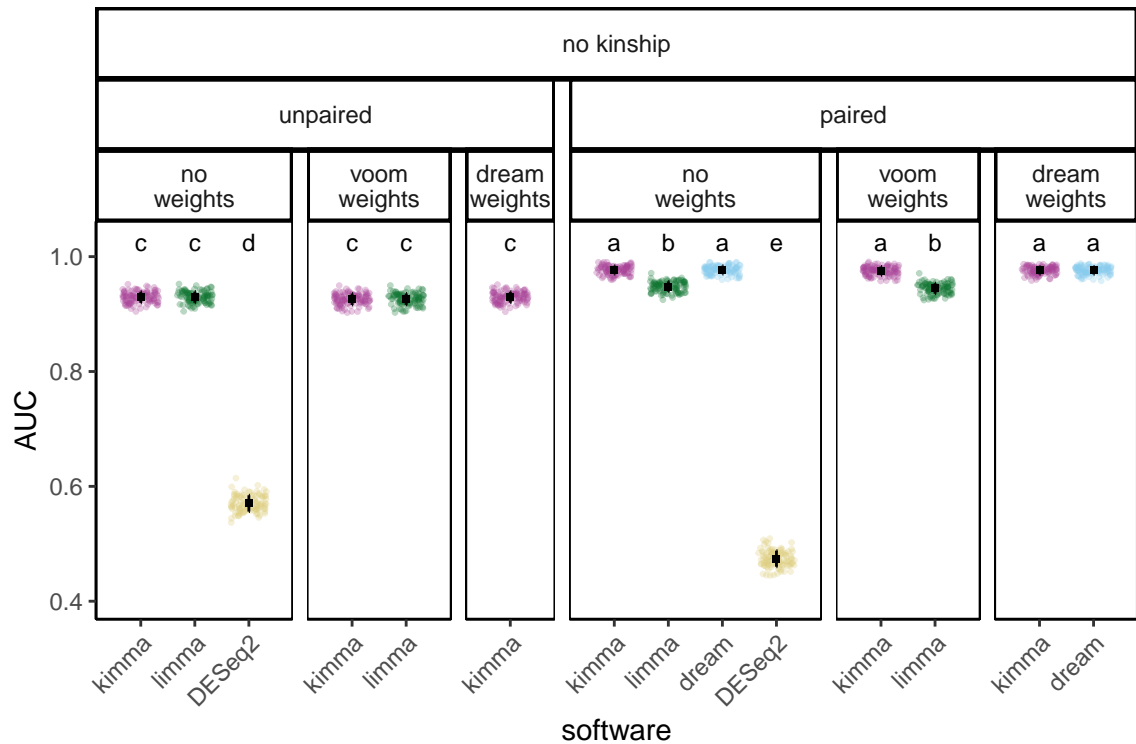 no kinship
unpaired
paired
no
weights
voom
weights
dream
weights
no
weights
voom
weights
dream
weights
c c d c c c a b a e a b a a
1.0
0.8
0.6
0.4
AUC
kimma limma DESeq2 kimma limma kimma kimma limma dream DESeq2 kimma limma kimma dream
software